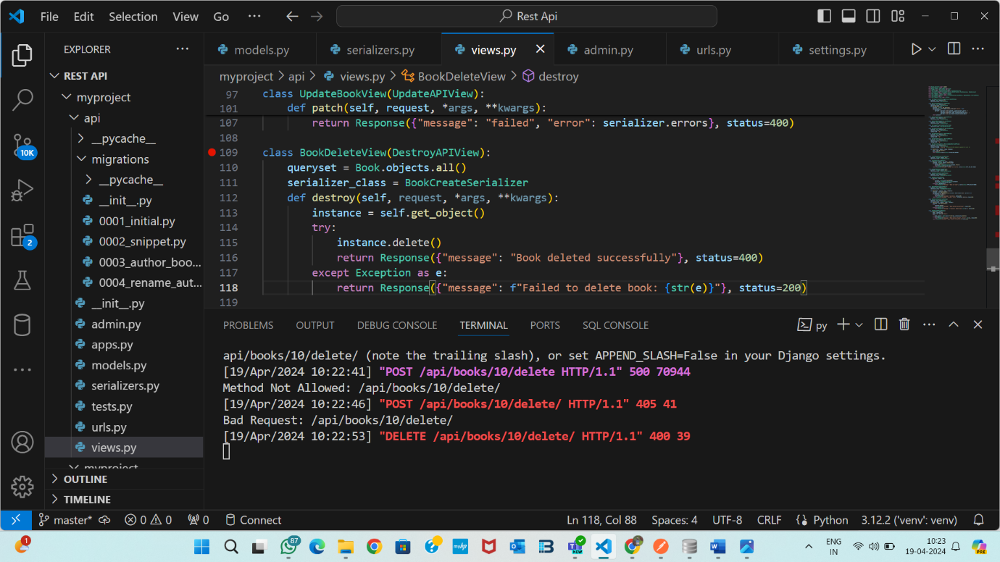 File Edit Selection View Go ··· Rest Api
EXPLORER ···
REST API
myproject
api
__pycache__
migrations
__pycache__
__init__.py
0001_initial.py
0002_snippet.py
0003_author_boo...
0004_rename_aut...
__init__.py
admin.py
apps.py
models.py
serializers.py
tests.py
urls.py
views.py
myproject
OUTLINE
TIMELINE
10K
2
models.py serializers.py views.py admin.py urls.py settings.py
myproject > api > views.py > BookDeleteView > destroy
97 class UpdateBookView(UpdateAPIView):
101 def patch(self, request, *args, **kwargs):
107 return Response({"message": "failed", "error": serializer.errors}, status=400)
108
109 class BookDeleteView(DestroyAPIView):
110 queryset = Book.objects.all()
111 serializer_class = BookCreateSerializer
112 def destroy(self, request, *args, **kwargs):
113 instance = self.get_object()
114 try:
115 instance.delete()
116 return Response({"message": "Book deleted successfully"}, status=400)
117 except Exception as e:
118 return Response({"message": f"Failed to delete book: {str(e)}"}, status=200)
119
PROBLEMS OUTPUT DEBUG CONSOLE TERMINAL PORTS SQL CONSOLE py
api/books/10/delete/ (note the trailing slash), or set APPEND_SLASH=False in your Django settings.
[19/Apr/2024 10:22:41] "POST /api/books/10/delete HTTP/1.1" 500 70944
Method Not Allowed: /api/books/10/delete/
[19/Apr/2024 10:22:46] "POST /api/books/10/delete/ HTTP/1.1" 405 41
Bad Request: /api/books/10/delete/
[19/Apr/2024 10:22:53] "DELETE /api/books/10/delete/ HTTP/1.1" 400 39
master* 0 0 0 Connect Ln 118, Col 88 Spaces: 4 UTF-8 CRLF Python 3.12.2 ('venv': venv)
1 87 myhp NEW ENG IN 10:23 19-04-2024 PRE